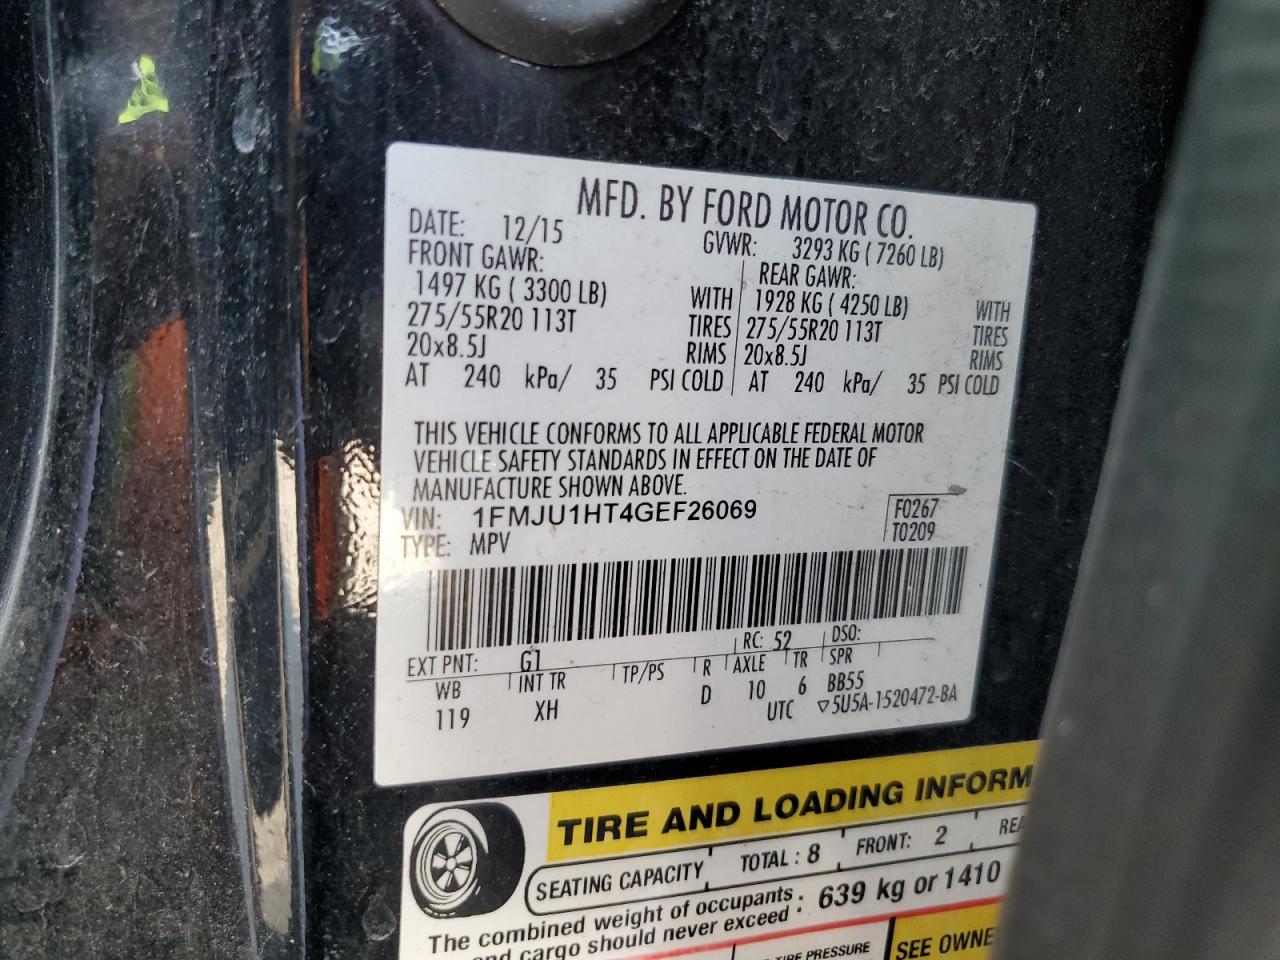 MFD. BY FORD MOTOR CO.
DATE: 12/15 GVWR: 3293 KG ( 7260 LB)
FRONT GAWR: REAR GAWR:
1497 KG ( 3300 LB) WITH 1928 KG ( 4250 LB) WITH
275/55R20 113T TIRES 275/55R20 113T TIRES
20x8.5J RIMS 20x8.5J RIMS
AT 240 kPa/ 35 PSI COLD AT 240 kPa/ 35 PSI COLD
THIS VEHICLE CONFORMS TO ALL APPLICABLE FEDERAL MOTOR
VEHICLE SAFETY STANDARDS IN EFFECT ON THE DATE OF
MANUFACTURE SHOWN ABOVE.
VIN: 1FMJU1HT4GEF26069 F0267
TYPE: MPV T0209
EXT PNT: G1 RC: 52 DSO:
WB INT TR TP/PS R AXLE TR SPR
119 XH D 10 6 BB55
UTC ▽5U5A-1520472-BA
TIRE AND LOADING INFORM
SEATING CAPACITY TOTAL : 8 FRONT: 2 REA
The combined weight of occupants : 639 kg or 1410
and cargo should never exceed
TIRE PRESSURE SEE OWNE